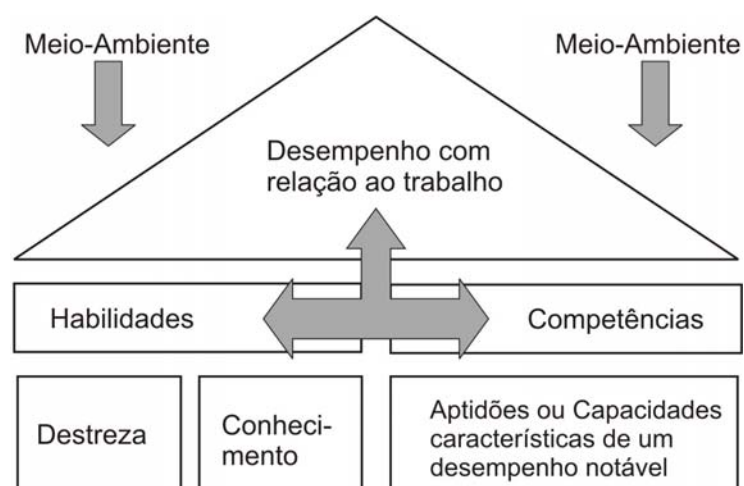 Meio-Ambiente
Meio-Ambiente
Desempenho com
relação ao trabalho
Habilidades
Competências
Destreza
Conheci-
mento
Aptidões ou Capacidades
características de um
desempenho notável